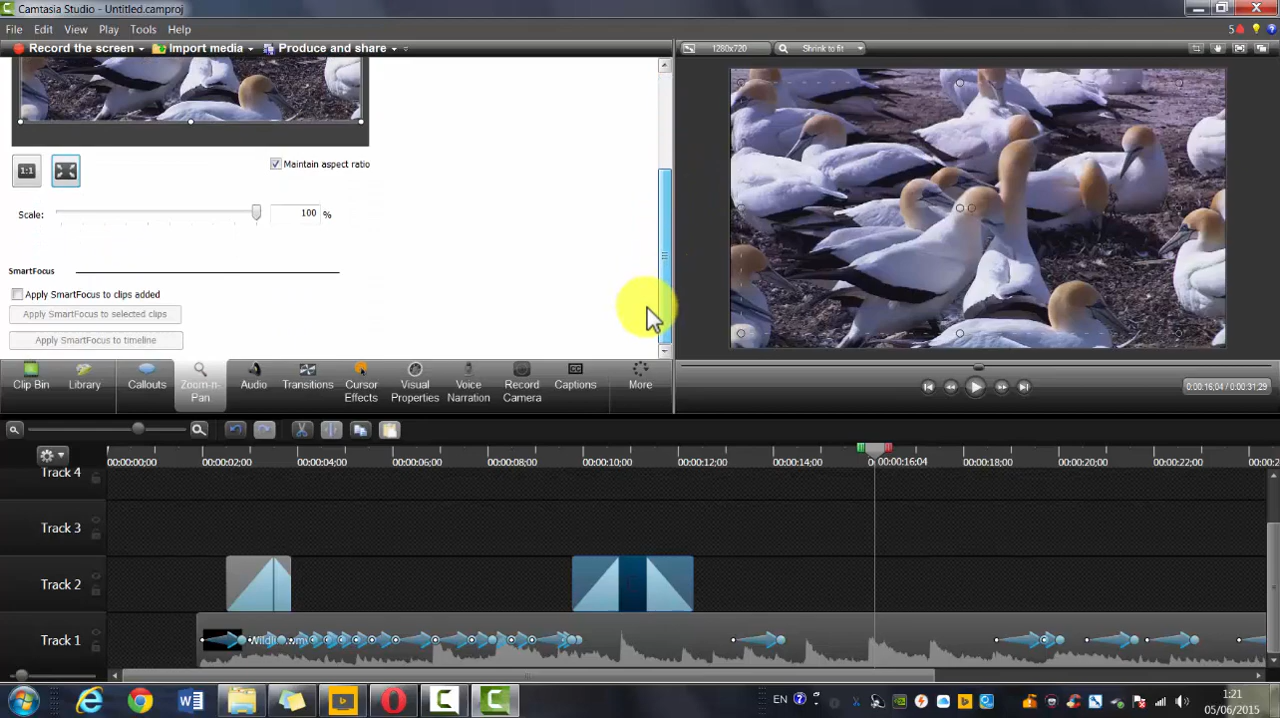 Camtasia Studio - Untitled.camproj
File Edit View Play Tools Help
5
Record the screen Import media Produce and share
1280x720 Shrink to fit
1:1
Maintain aspect ratio
Scale: 100 %
SmartFocus
Apply SmartFocus to clips added
Apply SmartFocus to selected clips
Apply SmartFocus to timeline
Clip Bin Library Callouts Zoom-n-Pan Audio Transitions Cursor Effects Visual Properties Voice Narration Record Camera Captions More
0:00:16;04 / 0:00:31;29
00:00:00;00 00:00:02;00 00:00:04;00 00:00:06;00 00:00:08;00 00:00:10;00 00:00:12;00 00:00:14;00 00:00:16;04 00:00:18;00 00:00:20;00 00:00:22;00
Track 4
Track 3
Track 2
Track 1
EN
1:21
05/06/2015